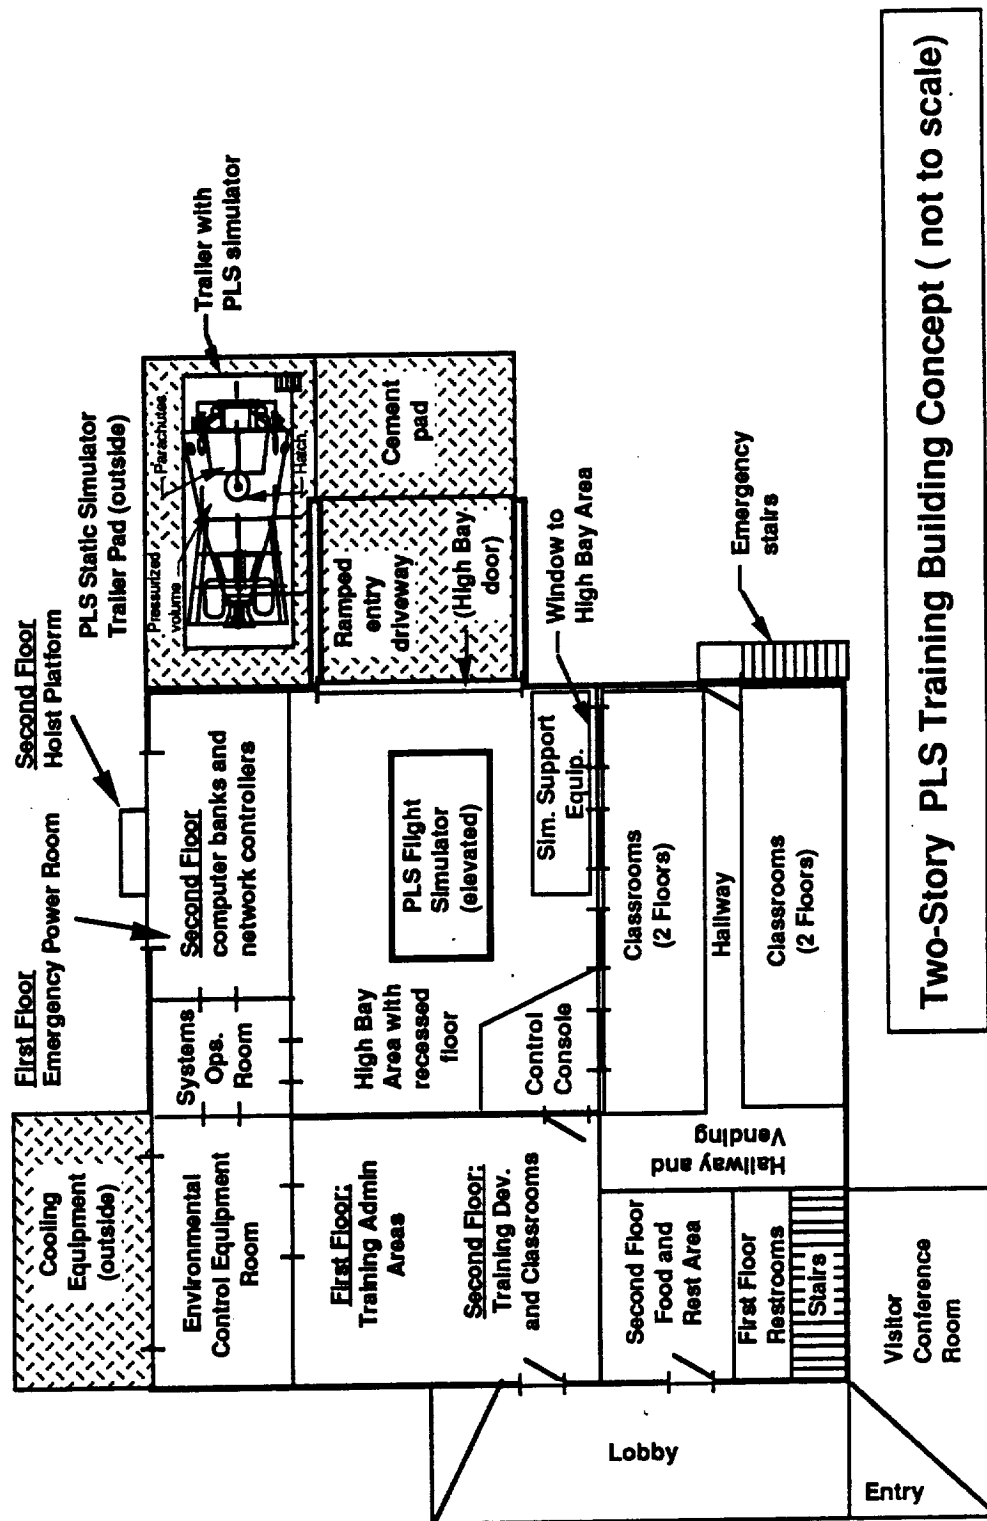 First Floor
Emergency Power Room
Second Floor
Hoist Platform
PLS Static Simulator
Trailer Pad (outside)
Trailer with
PLS simulator
Cooling
Equipment
(outside)
Pressurized
volume
Parachutes
Hatch
Environmental
Control Equipment
Room
Systems
Ops.
Room
Second Floor
computer banks and
network controllers
Ramped
entry
driveway
(High Bay
door)
Cement
pad
First Floor:
Training Admin
Areas
Second Floor:
Training Dev.
and Classrooms
High Bay
Area with
recessed
floor
PLS Flight
Simulator
(elevated)
Control
Console
Sim. Support
Equip.
Window to
High Bay Area
Lobby
Second Floor
Food and
Rest Area
First Floor
Restrooms
Stairs
Hallway and
Vending
Classrooms
(2 Floors)
Hallway
Classrooms
(2 Floors)
Emergency
stairs
Entry
Visitor
Conference
Room
Two-Story PLS Training Building Concept ( not to scale)